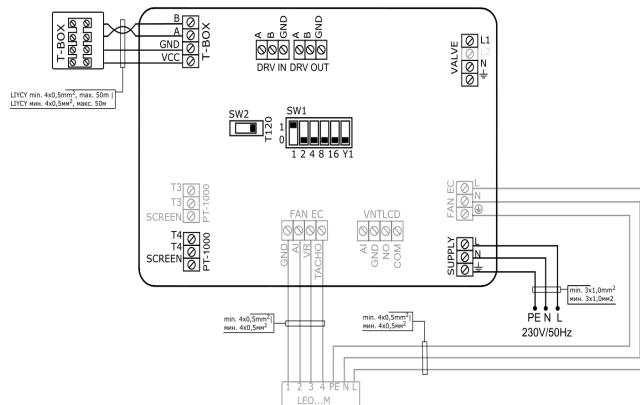 T-BOX
B
A
GND
VCC
T-BOX
LIYCY min. 4x0,5mm², max. 50m |
LIYCY мин. 4x0,5мм², макс. 50м
A
B
GND
A
B
GND
DRV IN
DRV OUT
VALVE
L1
L2
N
SW2
T120
SW1
1
0
1 2 4 8 16 Y1
T3
T3
SCREEN
PT-1000
T4
T4
SCREEN
PT-1000
FAN EC
GND
AI
VR
TACHO
VNTLCD
AI
GND
NO
COM
FAN EC
L
N
SUPPLY
L
N
min. 3x1,0mm²
мин. 3x1,0мм2
PE N L
230V/50Hz
min. 4x0,5mm²|
мин. 4x0,5мм²
min. 4x0,5mm²|
мин. 4x0,5мм²
1 2 3 4 PE N L
LEO...M